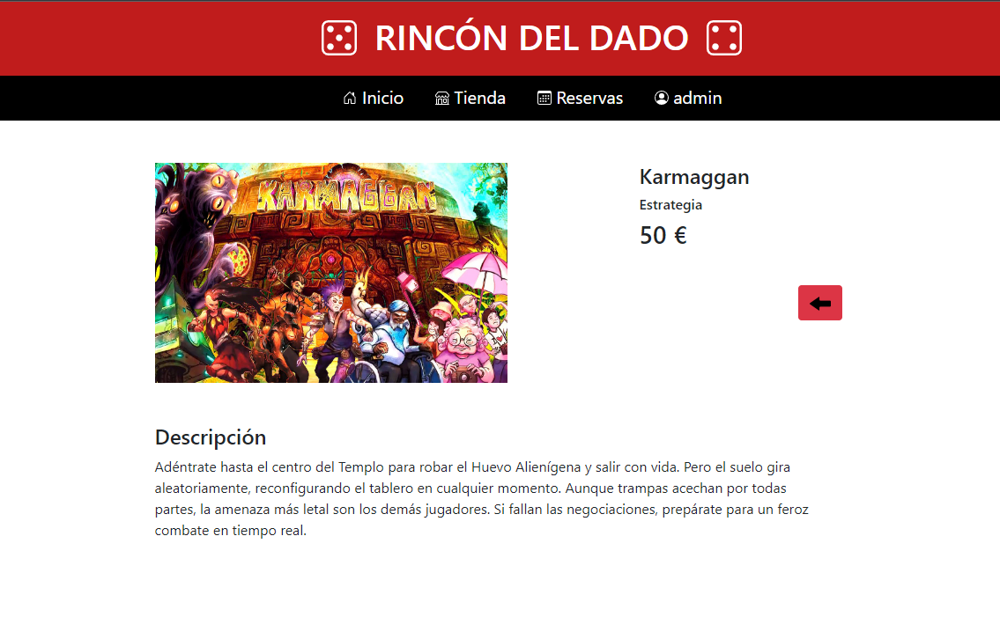 RINCÓN DEL DADO
Inicio Tienda Reservas admin
KARMAGGAN
Karmaggan
Estrategia
50 €
Descripción
Adéntrate hasta el centro del Templo para robar el Huevo Alienígena y salir con vida. Pero el suelo gira
aleatoriamente, reconfigurando el tablero en cualquier momento. Aunque trampas acechan por todas
partes, la amenaza más letal son los demás jugadores. Si fallan las negociaciones, prepárate para un feroz
combate en tiempo real.